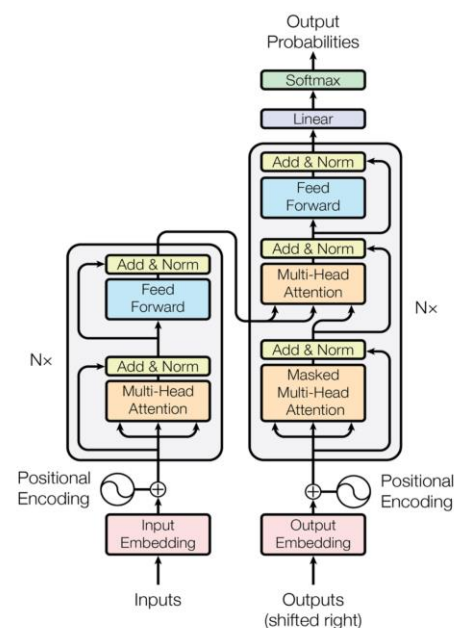 Output
Probabilities
Softmax
Linear
Add & Norm
Feed
Forward
Add & Norm
Multi-Head
Attention
Add & Norm
Masked
Multi-Head
Attention
N×
Positional
Encoding
Output
Embedding
Outputs
(shifted right)
Add & Norm
Feed
Forward
Add & Norm
Multi-Head
Attention
N×
Positional
Encoding
Input
Embedding
Inputs